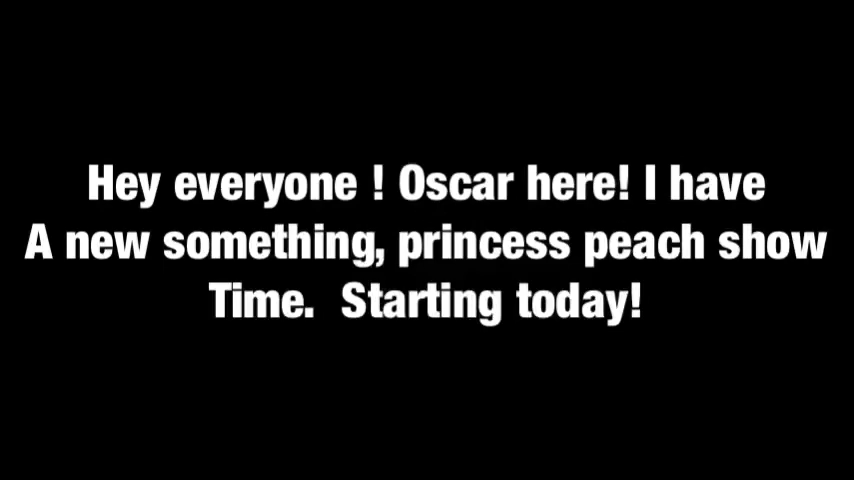 Hey everyone ! Oscar here! I have
A new something, princess peach show
Time.  Starting today!